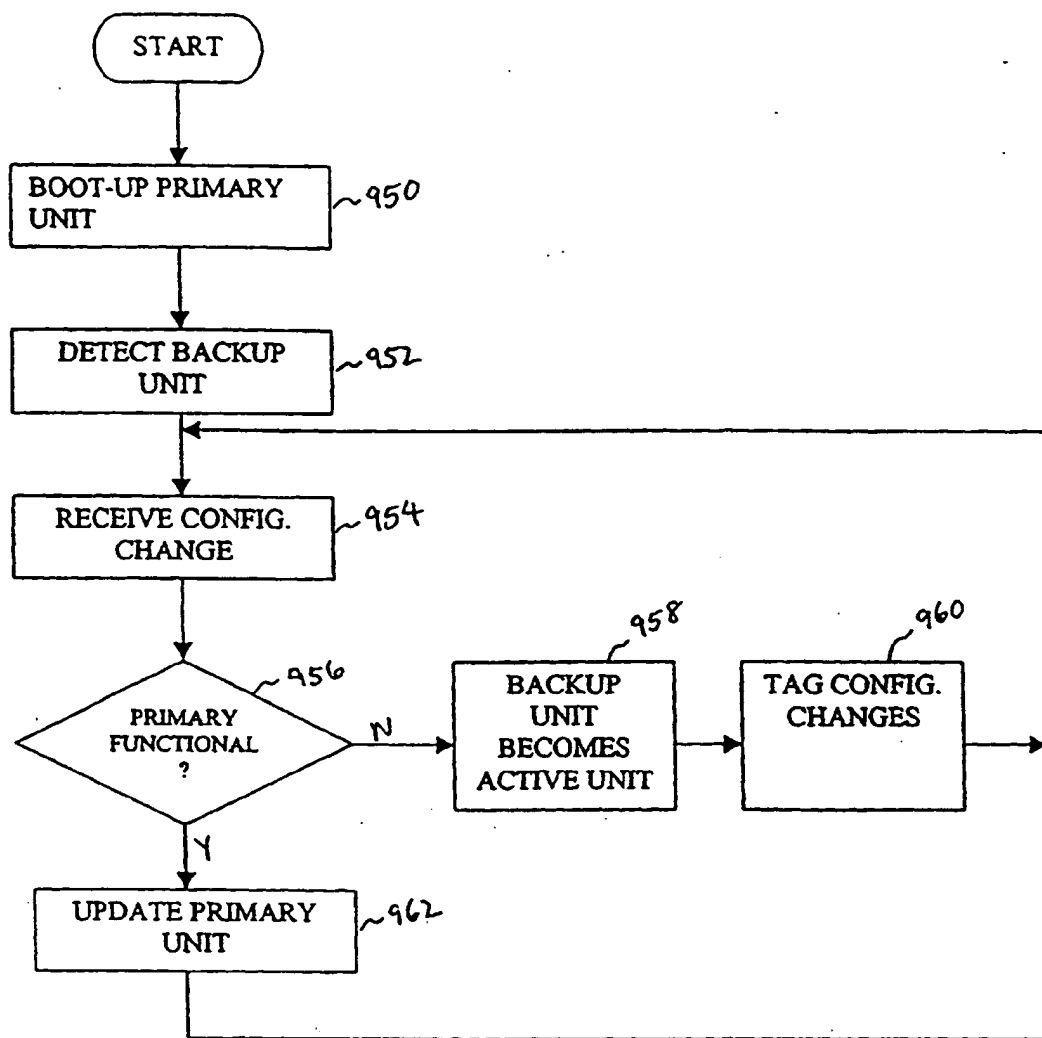 START
BOOT-UP PRIMARY
UNIT
~950
DETECT BACKUP
UNIT
~952
RECEIVE CONFIG.
CHANGE
~954
PRIMARY
FUNCTIONAL
?
956
N
BACKUP
UNIT
BECOMES
ACTIVE UNIT
958
TAG CONFIG.
CHANGES
960
Y
UPDATE PRIMARY
UNIT
~962